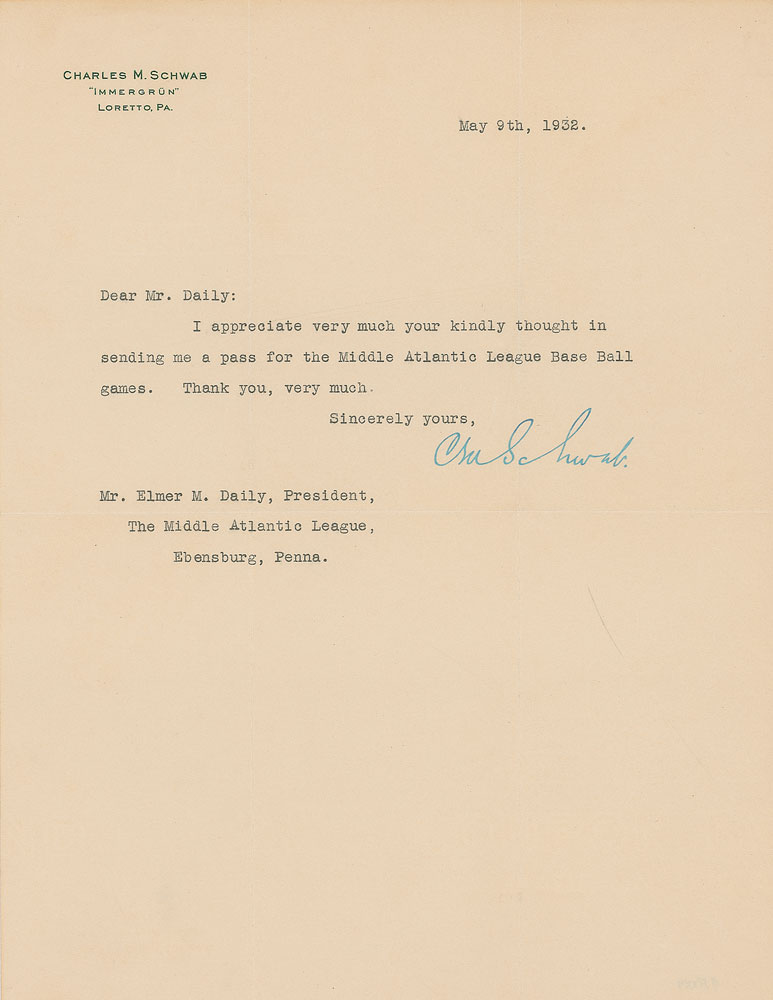 CHARLES M. SCHWAB
"IMMERGRÜN"
LORETTO, PA.
May 9th, 1932.
Dear Mr. Daily:
I appreciate very much your kindly thought in
sending me a pass for the Middle Atlantic League Base Ball
games. Thank you, very much.
Sincerely yours,
CM Schwab.
Mr. Elmer M. Daily, President,
The Middle Atlantic League,
Ebensburg, Penna.